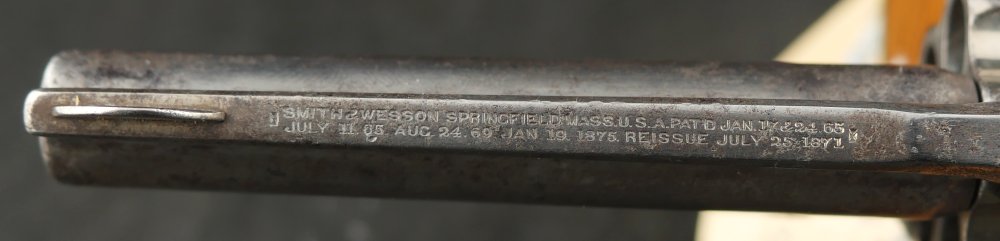 SMITH & WESSON SPRINGFIELD MASS. U.S.A. PAT'D JAN. 17 & 24. 65
JULY 11. 65. AUG. 24. 69. JAN. 19. 1875. REISSUE JULY 25. 1871